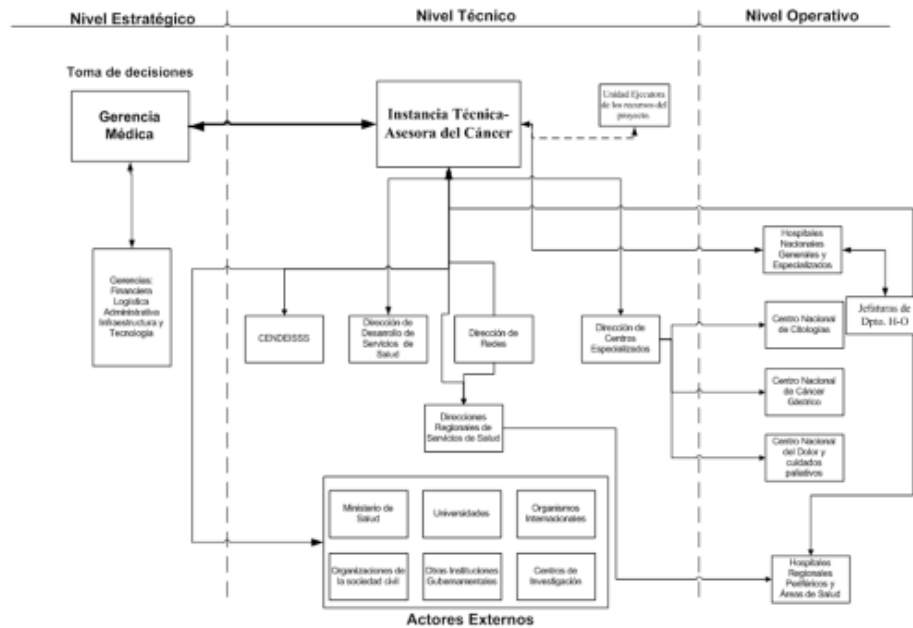 Nivel Estratégico
Nivel Técnico
Nivel Operativo
Toma de decisiones
Gerencia
Médica
Instancia Técnica-
Asesora del Cáncer
Unidad Ejecutora
de los recursos del
proyecto
Gerencias:
Financiera
Logística
Administrativa
Infraestructura y
Tecnología
CENDEISSS
Dirección de
Desarrollo de
Servicios de
Salud
Dirección de
Redes
Dirección de
Centros
Especializados
Hospitales
Nacionales
Generales y
Especializados
Jefaturas de
Dpto. H-O
Centro Nacional
de Citologías
Centro Nacional
de Cáncer
Gástrico
Centro Nacional
del Dolor y
cuidados
paliativos
Direcciones
Regionales de
Servicios de Salud
Ministerio de
Salud
Universidades
Organismos
Internacionales
Organizaciones de
la sociedad civil
Otras Instituciones
Gubernamentales
Centros de
Investigación
Hospitales
Regionales
Periféricos y
Áreas de Salud
Actores Externos